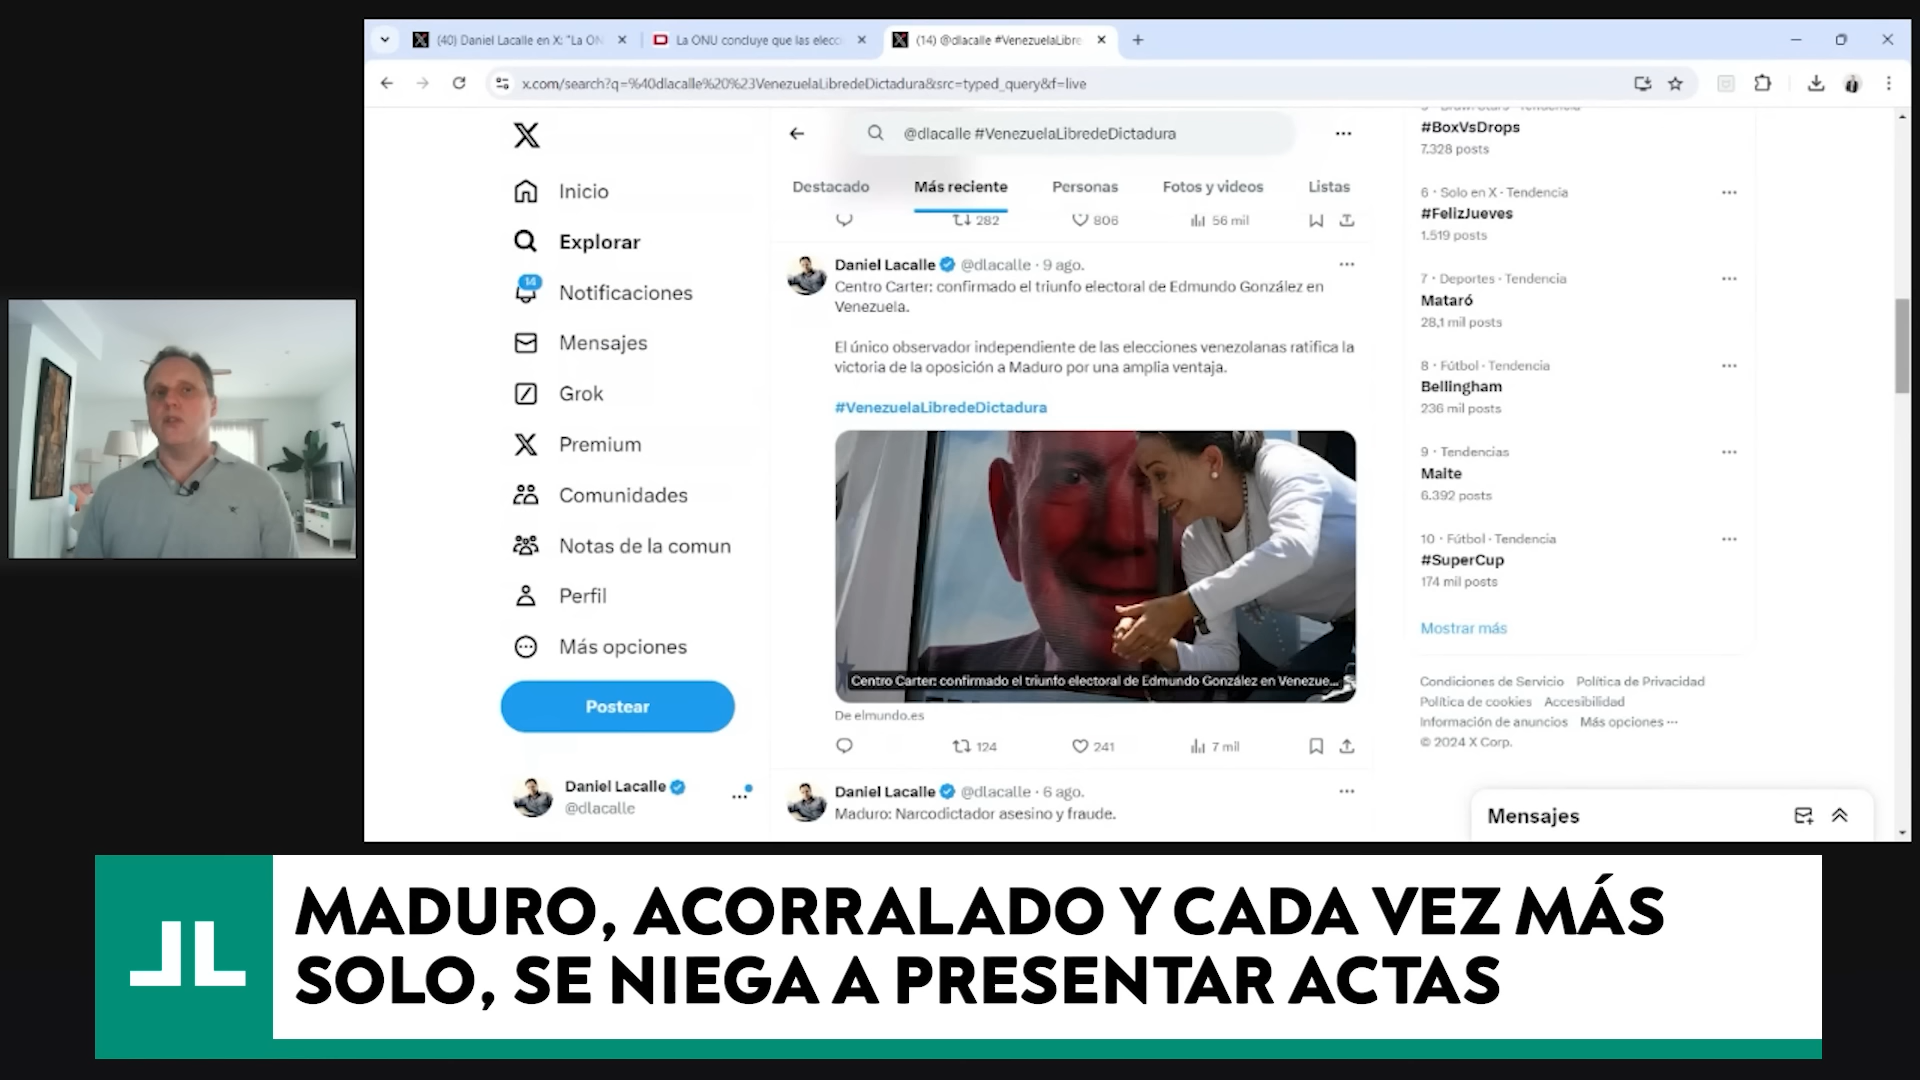 (40) Daniel Lacalle en X: "La ON
La ONU concluye que las elecc
(14) @dlacalle #VenezuelaLibre
x.com/search?q=%40dlacalle%20%23VenezuelaLibredeDictadura&src=typed_query&f=live
Inicio
Explorar
14
Notificaciones
Mensajes
Grok
Premium
Comunidades
Notas de la comun
Perfil
Más opciones
Postear
Daniel Lacalle
@dlacalle
@dlacalle #VenezuelaLibredeDictadura
Destacado Más reciente Personas Fotos y videos Listas
282 806 56 mil
Daniel Lacalle @dlacalle · 9 ago.
Centro Carter: confirmado el triunfo electoral de Edmundo González en
Venezuela.
El único observador independiente de las elecciones venezolanas ratifica la
victoria de la oposición a Maduro por una amplia ventaja.
#VenezuelaLibredeDictadura
Centro Carter: confirmado el triunfo electoral de Edmundo González en Venezue...
De elmundo.es
124 241 7 mil
Daniel Lacalle @dlacalle · 6 ago.
Maduro: Narcodictador asesino y fraude.
#BoxVsDrops
7.328 posts
6 · Solo en X · Tendencia
#FelizJueves
1.519 posts
7 · Deportes · Tendencia
Mataró
28,1 mil posts
8 · Fútbol · Tendencia
Bellingham
236 mil posts
9 · Tendencias
Maite
6.392 posts
10 · Fútbol · Tendencia
#SuperCup
174 mil posts
Mostrar más
Condiciones de Servicio Política de Privacidad
Política de cookies Accesibilidad
Información de anuncios Más opciones ···
© 2024 X Corp.
Mensajes
JL
MADURO, ACORRALADO Y CADA VEZ MÁS
SOLO, SE NIEGA A PRESENTAR ACTAS